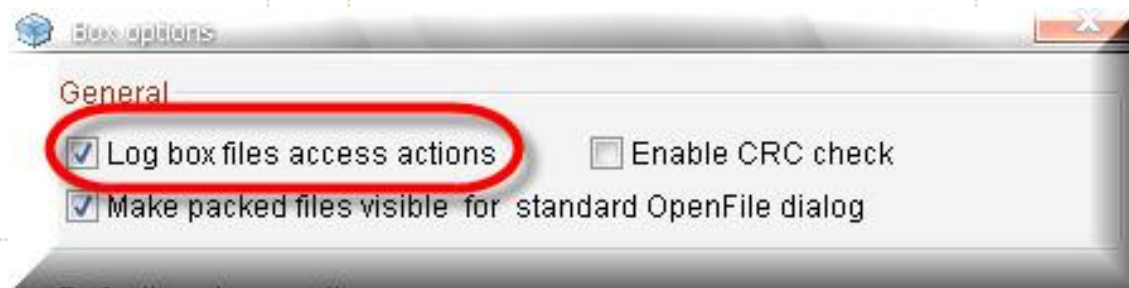 Box options
General
Log box files access actions Enable CRC check
Make packed files visible for standard OpenFile dialog